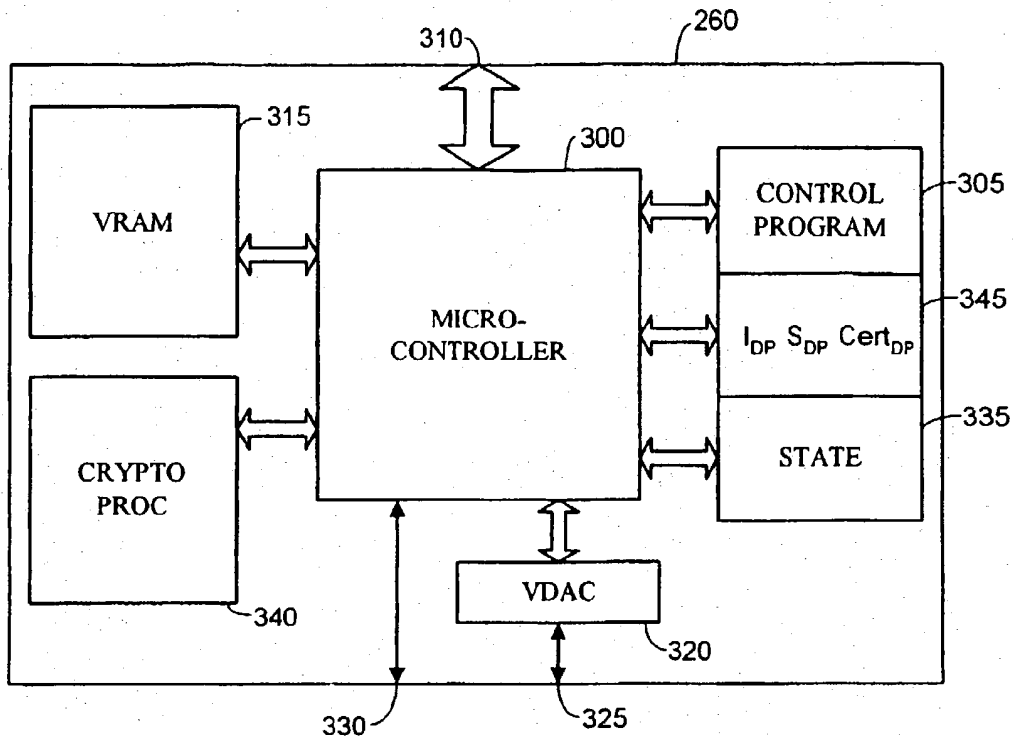 310
260
315
300
VRAM
CONTROL
PROGRAM
305
MICRO-
CONTROLLER
345
I_DP S_DP Cert_DP
CRYPTO
PROC
STATE
335
VDAC
340
320
330
325